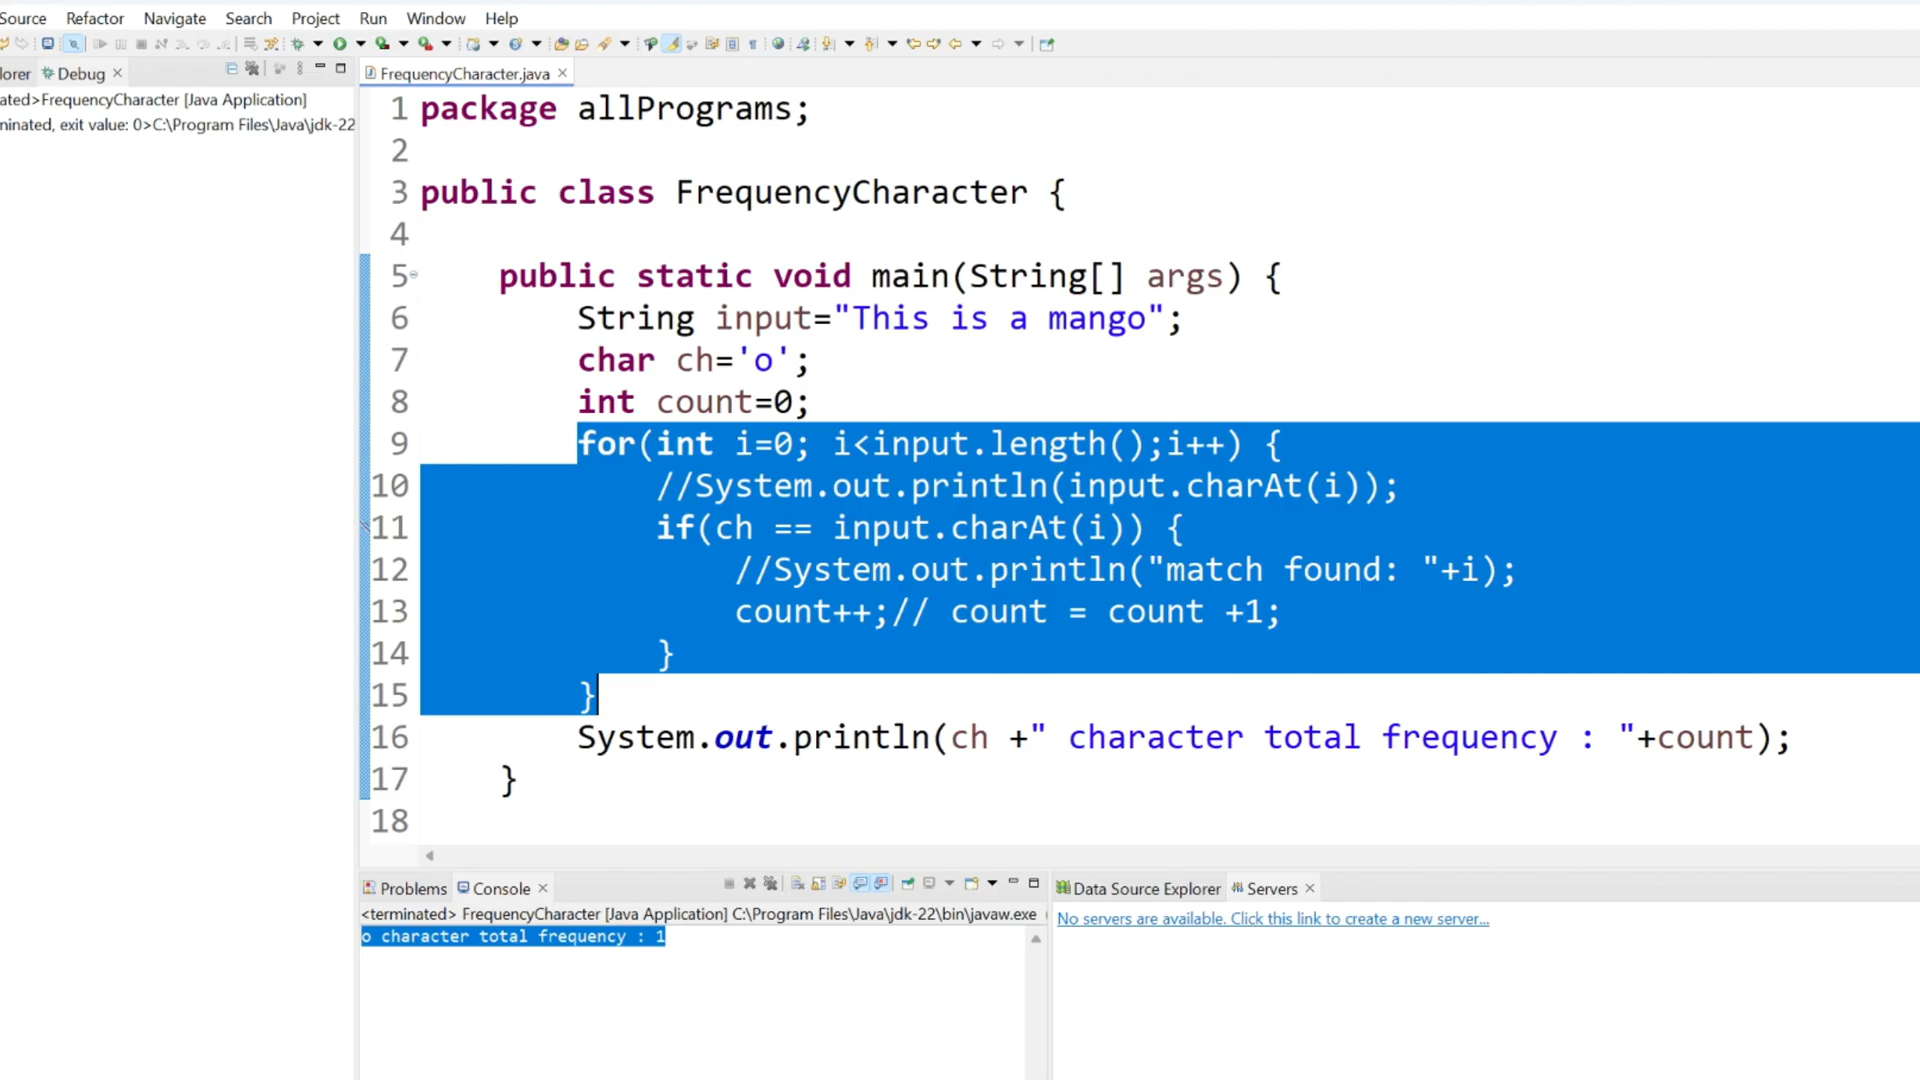 Source Refactor Navigate Search Project Run Window Help
lorer Debug
FrequencyCharacter.java
ated>FrequencyCharacter [Java Application]
minated, exit value: 0>C:\Program Files\Java\jdk-22
1 package allPrograms;
2
3 public class FrequencyCharacter {
4
5 public static void main(String[] args) {
6 String input="This is a mango";
7 char ch='o';
8 int count=0;
9 for(int i=0; i<input.length();i++) {
10 //System.out.println(input.charAt(i));
11 if(ch == input.charAt(i)) {
12 //System.out.println("match found: "+i);
13 count++;// count = count +1;
14 }
15 }
16 System.out.println(ch +" character total frequency : "+count);
17 }
18
Problems Console
<terminated> FrequencyCharacter [Java Application] C:\Program Files\Java\jdk-22\bin\javaw.exe
o character total frequency : 1
Data Source Explorer Servers
No servers are available. Click this link to create a new server...